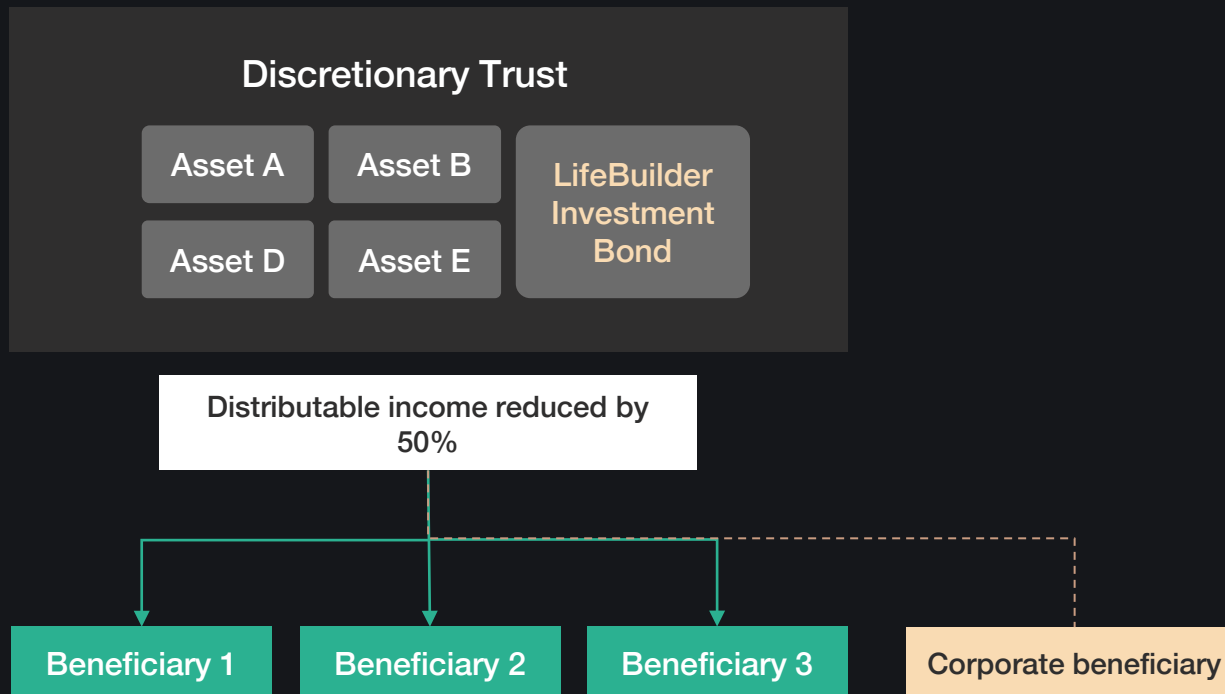 Discretionary Trust
Asset A
Asset B
LifeBuilder
Investment
Bond
Asset D
Asset E
Distributable income reduced by
50%
Beneficiary 1
Beneficiary 2
Beneficiary 3
Corporate beneficiary